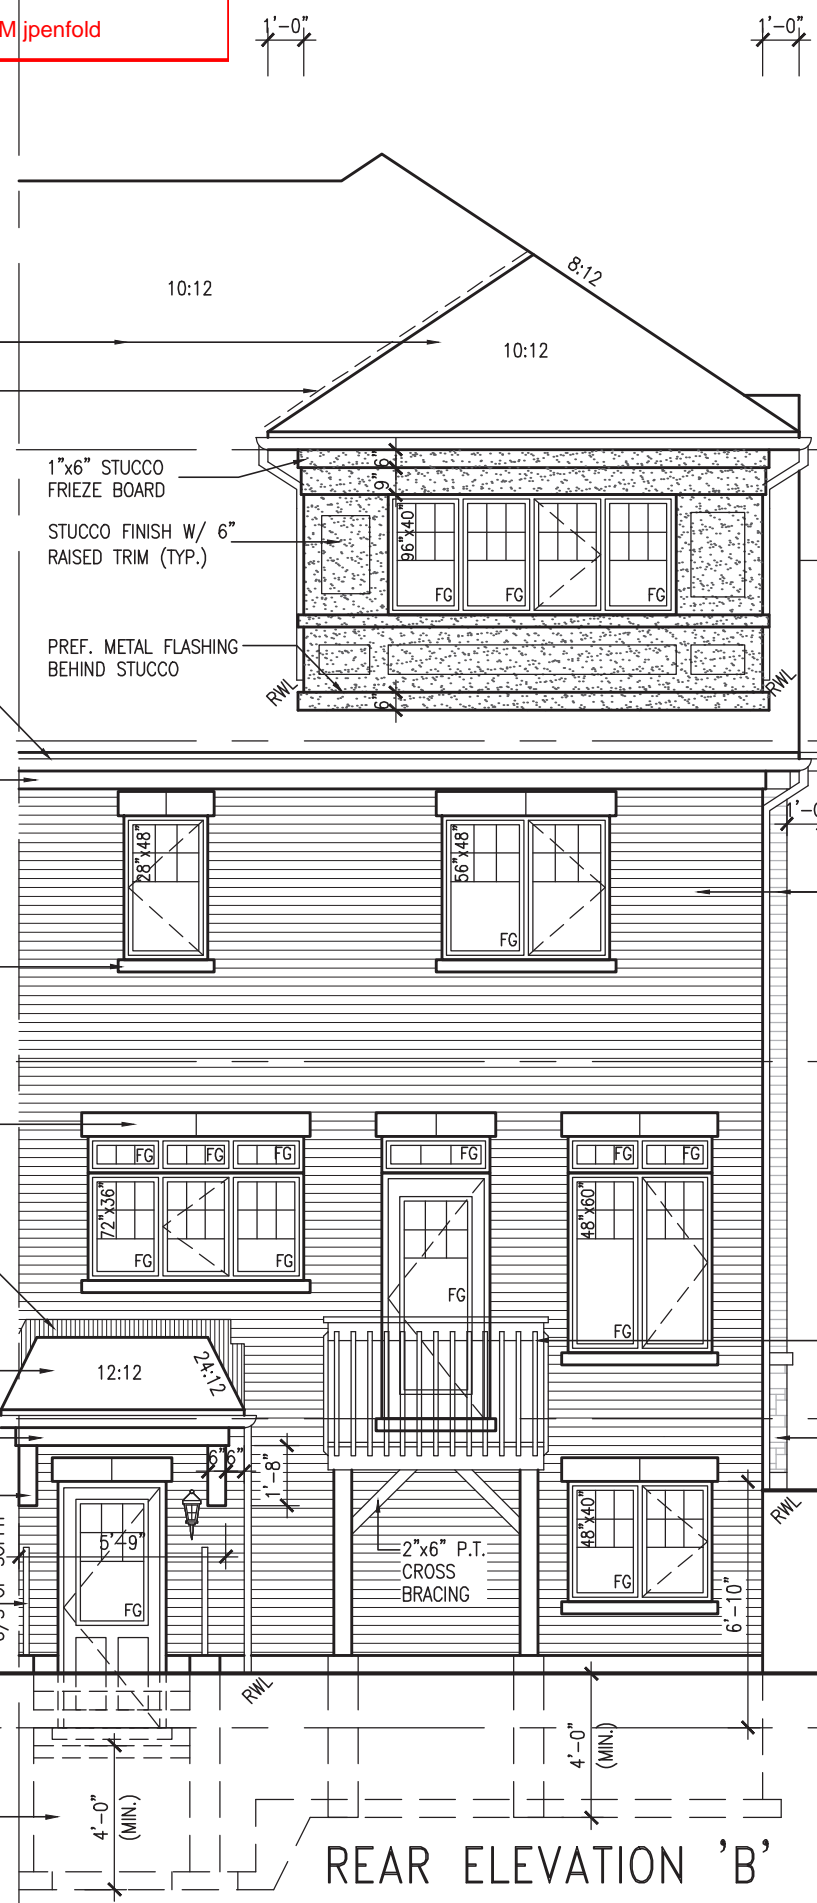 M jpenfold
1'-0"
1'-0"
8:12
10:12
10:12
1"x6" STUCCO
FRIEZE BOARD
6"
9"
STUCCO FINISH W/ 6"
RAISED TRIM (TYP.)
96"x40"
FG
FG
FG
PREF. METAL FLASHING
BEHIND STUCCO
RWL
6"
RWL
1'-0
28"x48"
56"x48"
FG
FG
FG
FG
FG
FG
FG
72"x36"
48"x60"
FG
FG
FG
FG
12:12
24:12
6"
6"
1'-8"
5'-9"
FG
2"x6" P.T.
CROSS
BRACING
48"x40"
FG
RWL
6'-10"
RWL
4'-0"
(MIN.)
4'-0"
(MIN.)
REAR ELEVATION 'B'